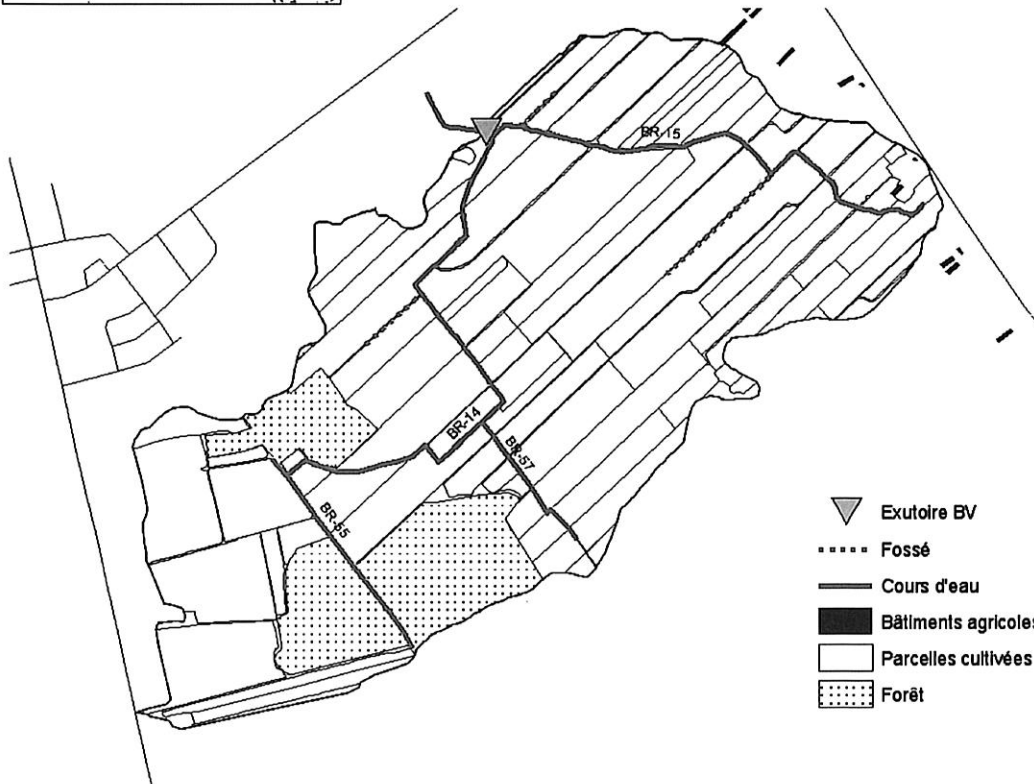 BR-15
BR-14
BR-57
BR-55
Exutoire BV
Fossé
Cours d'eau
Bâtiments agricoles
Parcelles cultivées
Forêt